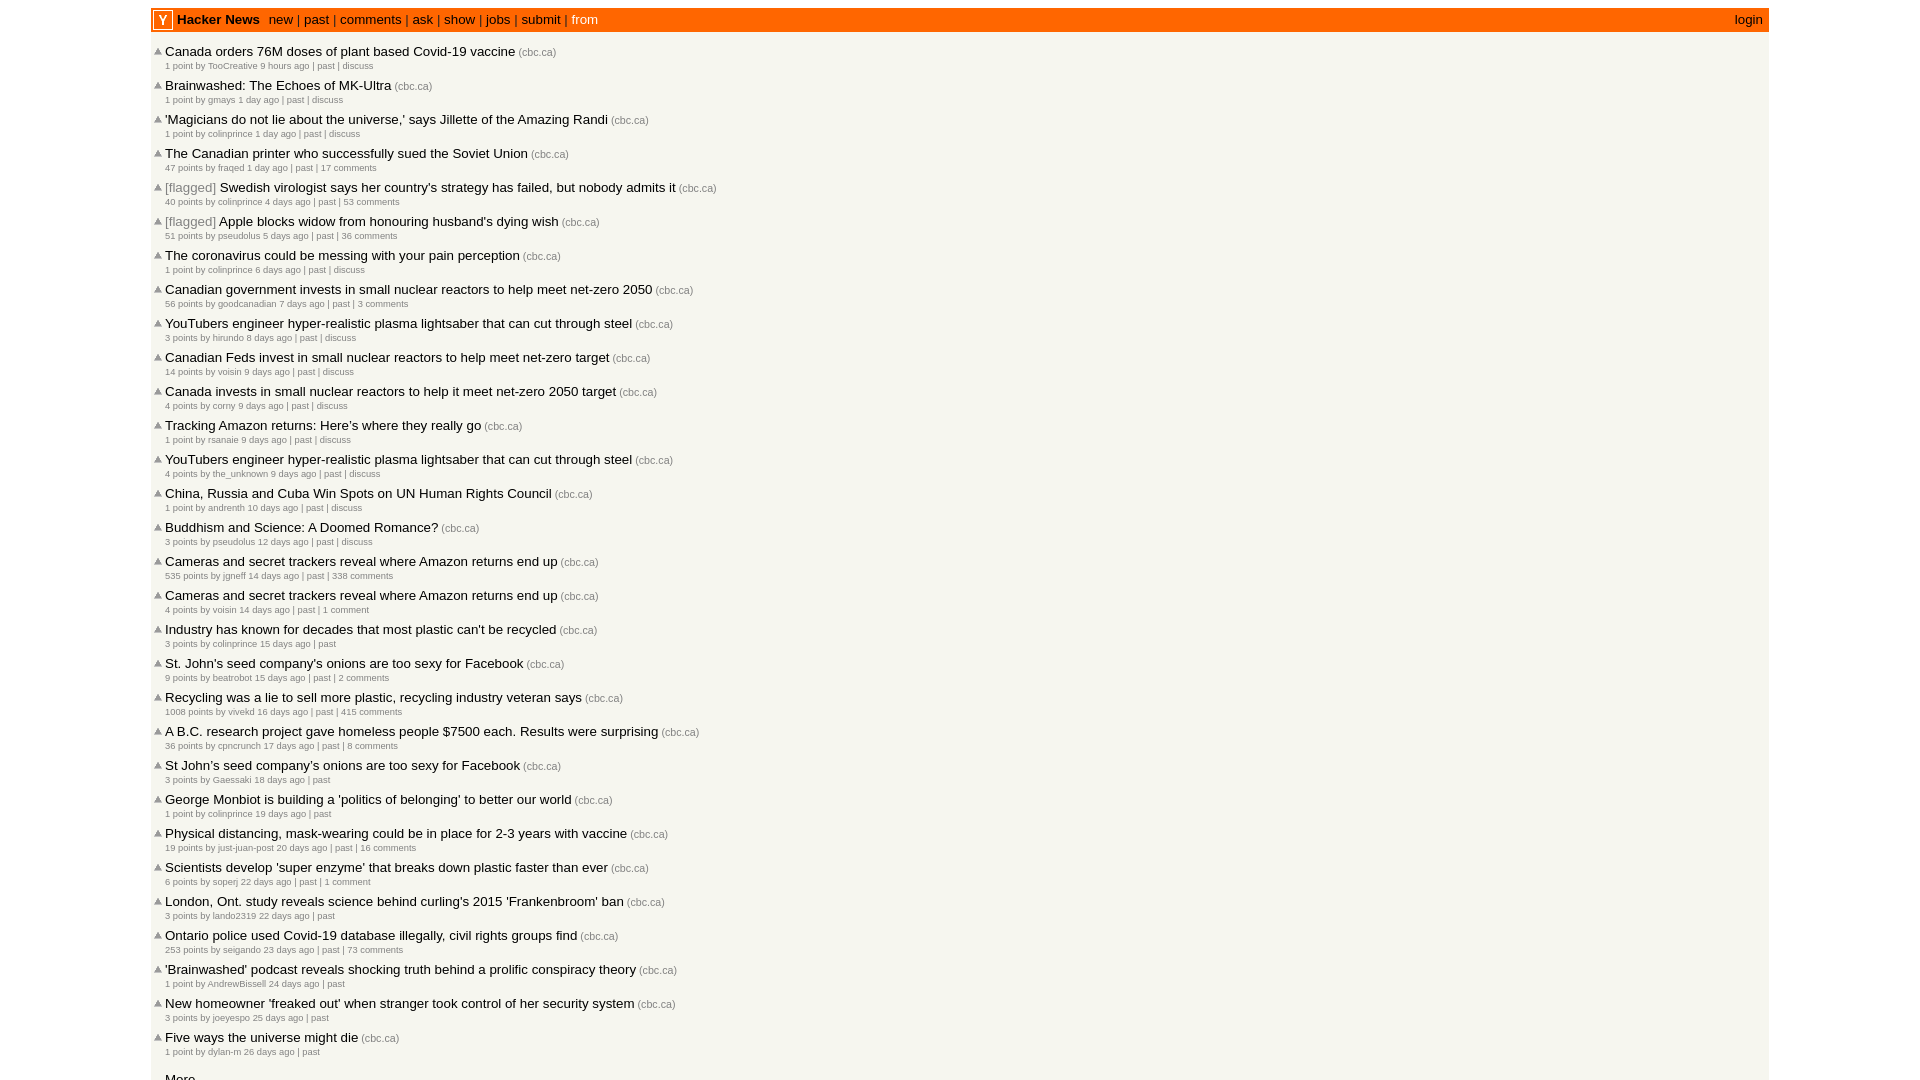 Y Hacker News new | past | comments | ask | show | jobs | submit | from login
Canada orders 76M doses of plant based Covid-19 vaccine (cbc.ca)
1 point by TooCreative 9 hours ago | past | discuss
Brainwashed: The Echoes of MK-Ultra (cbc.ca)
1 point by gmays 1 day ago | past | discuss
'Magicians do not lie about the universe,' says Jillette of the Amazing Randi (cbc.ca)
1 point by colinprince 1 day ago | past | discuss
The Canadian printer who successfully sued the Soviet Union (cbc.ca)
47 points by fraqed 1 day ago | past | 17 comments
[flagged] Swedish virologist says her country's strategy has failed, but nobody admits it (cbc.ca)
40 points by colinprince 4 days ago | past | 53 comments
[flagged] Apple blocks widow from honouring husband's dying wish (cbc.ca)
51 points by pseudolus 5 days ago | past | 36 comments
The coronavirus could be messing with your pain perception (cbc.ca)
1 point by colinprince 6 days ago | past | discuss
Canadian government invests in small nuclear reactors to help meet net-zero 2050 (cbc.ca)
56 points by goodcanadian 7 days ago | past | 3 comments
YouTubers engineer hyper-realistic plasma lightsaber that can cut through steel (cbc.ca)
3 points by hirundo 8 days ago | past | discuss
Canadian Feds invest in small nuclear reactors to help meet net-zero target (cbc.ca)
14 points by voisin 9 days ago | past | discuss
Canada invests in small nuclear reactors to help it meet net-zero 2050 target (cbc.ca)
4 points by corny 9 days ago | past | discuss
Tracking Amazon returns: Here’s where they really go (cbc.ca)
1 point by rsanaie 9 days ago | past | discuss
YouTubers engineer hyper-realistic plasma lightsaber that can cut through steel (cbc.ca)
4 points by the_unknown 9 days ago | past | discuss
China, Russia and Cuba Win Spots on UN Human Rights Council (cbc.ca)
1 point by andrenth 10 days ago | past | discuss
Buddhism and Science: A Doomed Romance? (cbc.ca)
3 points by pseudolus 12 days ago | past | discuss
Cameras and secret trackers reveal where Amazon returns end up (cbc.ca)
535 points by jgneff 14 days ago | past | 338 comments
Cameras and secret trackers reveal where Amazon returns end up (cbc.ca)
4 points by voisin 14 days ago | past | 1 comment
Industry has known for decades that most plastic can't be recycled (cbc.ca)
3 points by colinprince 15 days ago | past
St. John's seed company's onions are too sexy for Facebook (cbc.ca)
9 points by beatrobot 15 days ago | past | 2 comments
Recycling was a lie to sell more plastic, recycling industry veteran says (cbc.ca)
1008 points by vivekd 16 days ago | past | 415 comments
A B.C. research project gave homeless people $7500 each. Results were surprising (cbc.ca)
36 points by cpncrunch 17 days ago | past | 8 comments
St John’s seed company’s onions are too sexy for Facebook (cbc.ca)
3 points by Gaessaki 18 days ago | past
George Monbiot is building a 'politics of belonging' to better our world (cbc.ca)
1 point by colinprince 19 days ago | past
Physical distancing, mask-wearing could be in place for 2-3 years with vaccine (cbc.ca)
19 points by just-juan-post 20 days ago | past | 16 comments
Scientists develop 'super enzyme' that breaks down plastic faster than ever (cbc.ca)
6 points by soperj 22 days ago | past | 1 comment
London, Ont. study reveals science behind curling's 2015 'Frankenbroom' ban (cbc.ca)
3 points by lando2319 22 days ago | past
Ontario police used Covid-19 database illegally, civil rights groups find (cbc.ca)
253 points by seigando 23 days ago | past | 73 comments
'Brainwashed' podcast reveals shocking truth behind a prolific conspiracy theory (cbc.ca)
1 point by AndrewBissell 24 days ago | past
New homeowner 'freaked out' when stranger took control of her security system (cbc.ca)
3 points by joeyespo 25 days ago | past
Five ways the universe might die (cbc.ca)
1 point by dylan-m 26 days ago | past
More